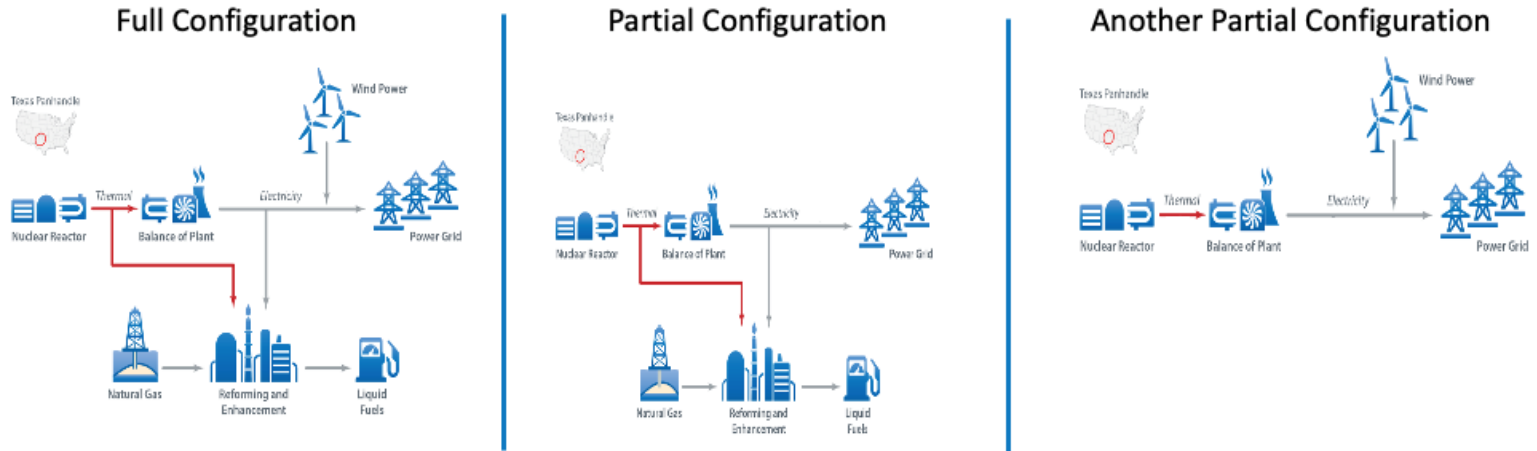 Full Configuration
Texas Panhandle
Wind Power
Thermal
Electricity
Nuclear Reactor
Balance of Plant
Power Grid
Natural Gas
Reforming and
Enhancement
Liquid
Fuels
Partial Configuration
Texas Panhandle
Thermal
Electricity
Nuclear Reactor
Balance of Plant
Power Grid
Natural Gas
Reforming and
Enhancement
Liquid
Fuels
Another Partial Configuration
Texas Panhandle
Wind Power
Thermal
Electricity
Nuclear Reactor
Balance of Plant
Power Grid